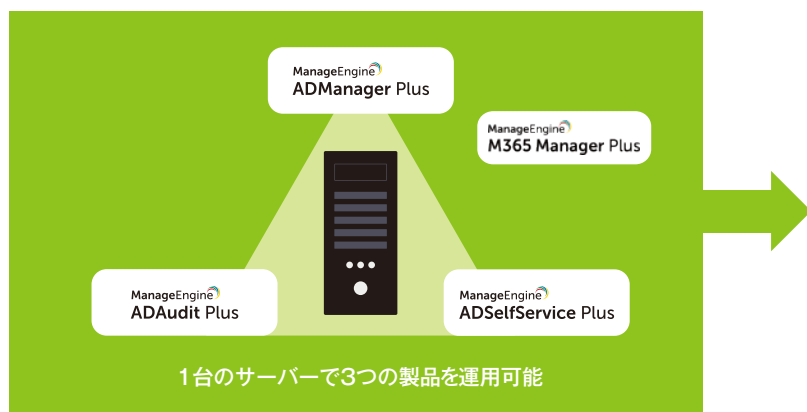 ManageEngine
ADManager Plus
ManageEngine
M365 Manager Plus
ManageEngine
ADAudit Plus
ManageEngine
ADSelfService Plus
1台のサーバーで3つの製品を運用可能